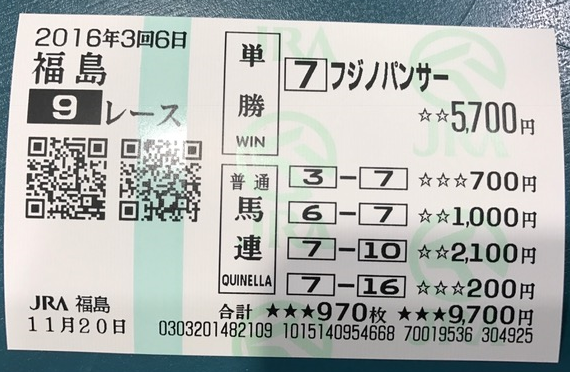 2016年3回6日
福島
9レース
JRA 福島
11月20日
単勝
WIN
7フジノパンサー
☆☆5,700円
普通
馬連
QUINELLA
3-7 ☆☆☆700円
6-7 ☆☆1,000円
7-10 ☆☆2,100円
7-16 ☆☆☆200円
合計 ★★★970枚 ★★★9,700円
0303201482109 1015140954668 70019536 304925
JRA
JRA